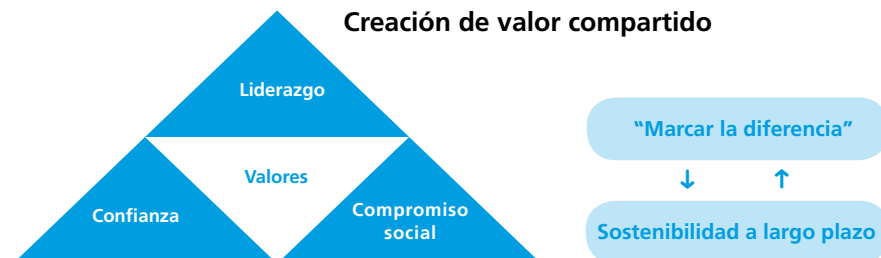 Creación de valor compartido
Liderazgo
Valores
Confianza
Compromiso
social
“Marcar la diferencia”
↓ ↑
Sostenibilidad a largo plazo